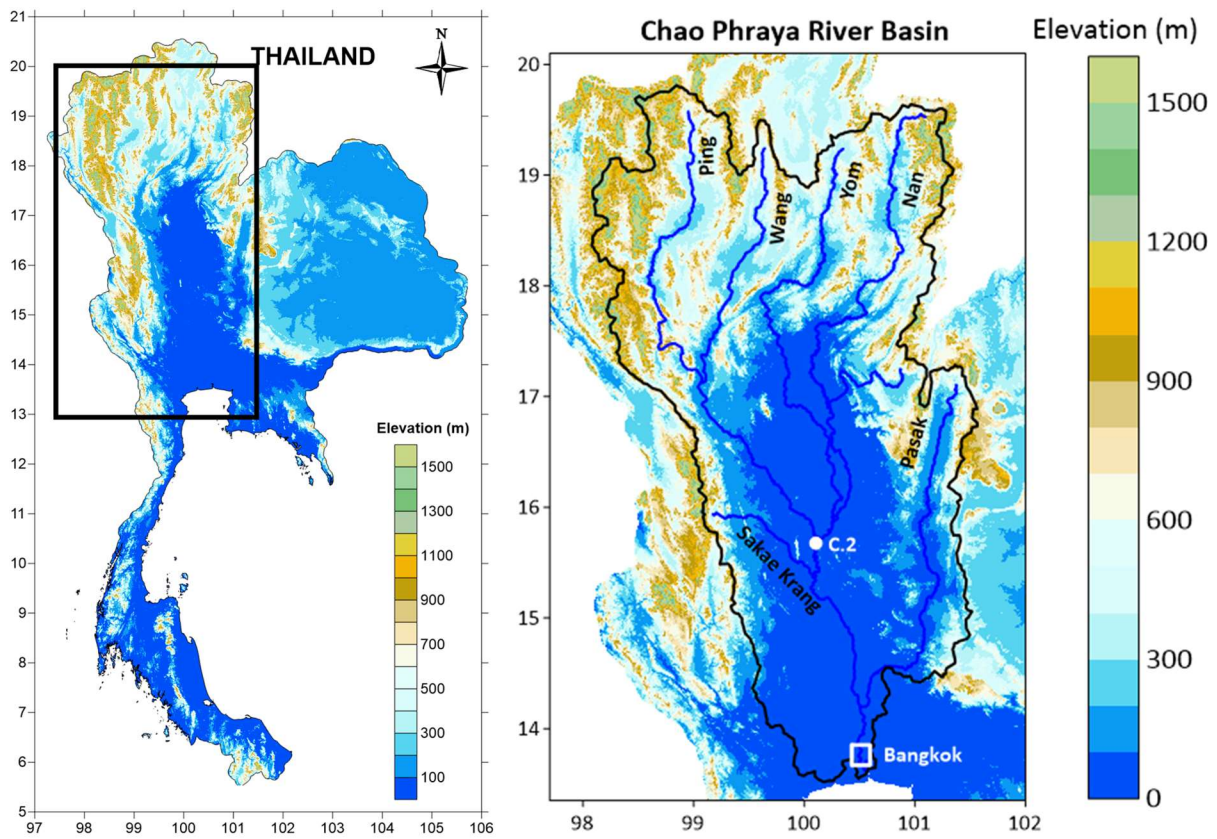 THAILAND
N
21
20
19
18
17
16
15
14
13
12
11
10
9
8
7
6
5
97 98 99 100 101 102 103 104 105 106
Elevation (m)
1500
1300
1100
900
700
500
300
100
Chao Phraya River Basin
20
19
18
17
16
15
14
98 99 100 101 102
Ping
Wang
Yom
Nan
Pasak
C.2
Sakae Krang
Bangkok
Elevation (m)
1500
1200
900
600
300
0